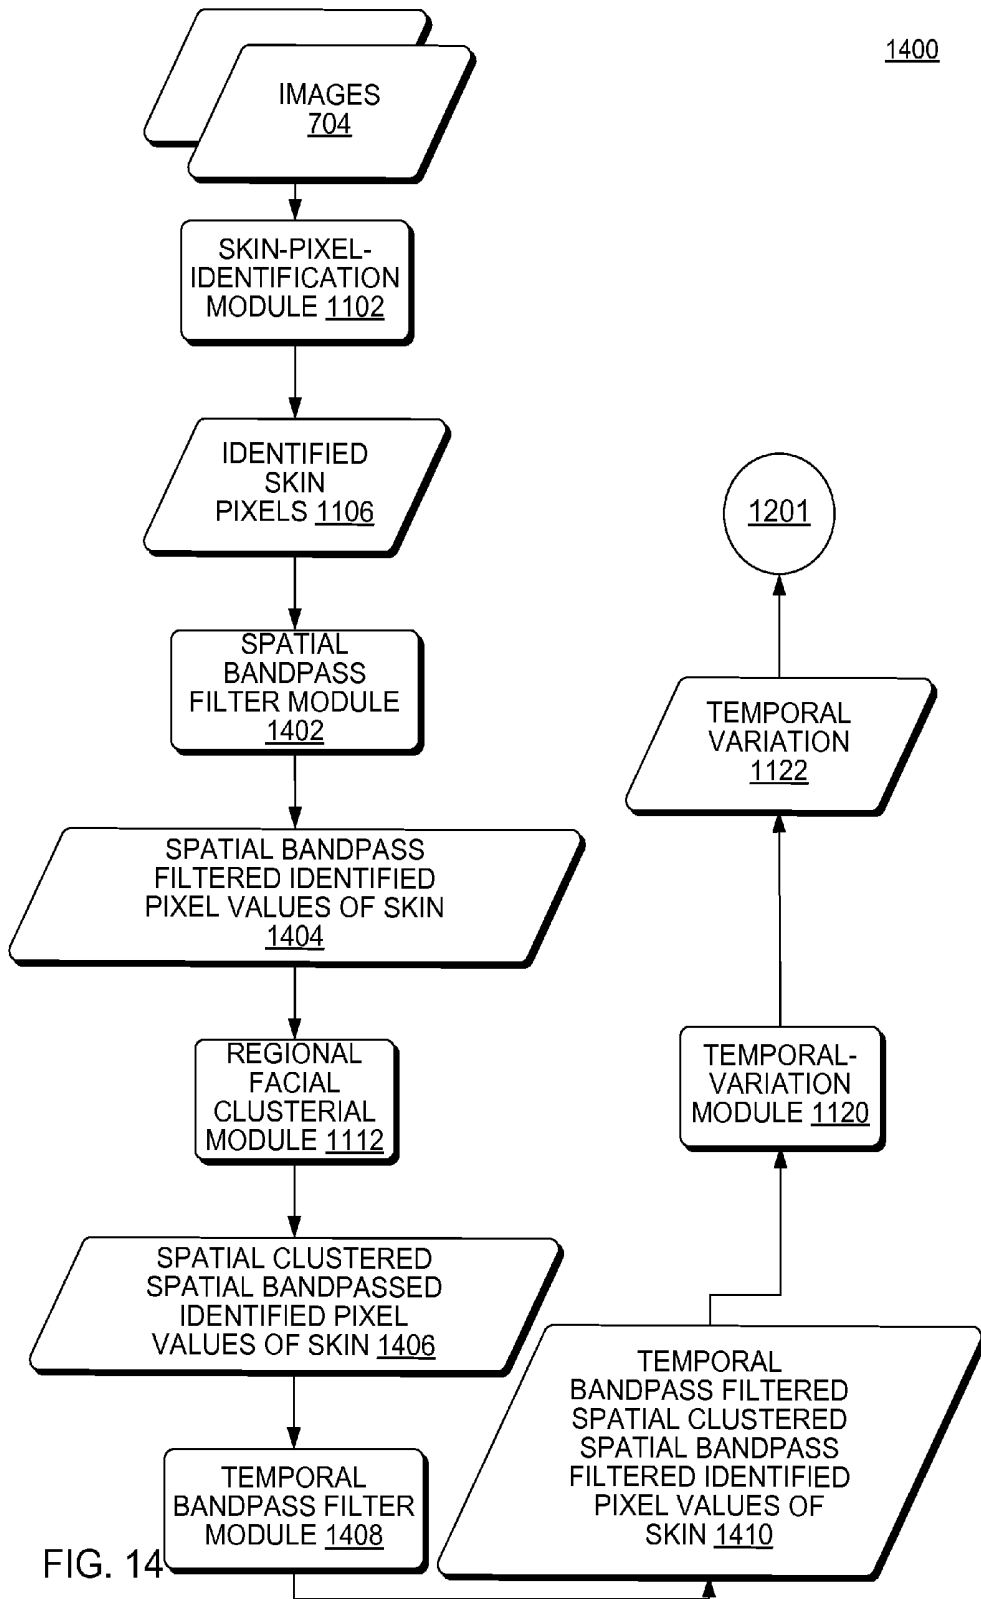 1400
IMAGES
704
SKIN-PIXEL-
IDENTIFICATION
MODULE 1102
IDENTIFIED
SKIN
PIXELS 1106
SPATIAL
BANDPASS
FILTER MODULE
1402
SPATIAL BANDPASS
FILTERED IDENTIFIED
PIXEL VALUES OF SKIN
1404
REGIONAL
FACIAL
CLUSTERIAL
MODULE 1112
SPATIAL CLUSTERED
SPATIAL BANDPASSED
IDENTIFIED PIXEL
VALUES OF SKIN 1406
TEMPORAL
BANDPASS FILTER
MODULE 1408
TEMPORAL
BANDPASS FILTERED
SPATIAL CLUSTERED
SPATIAL BANDPASS
FILTERED IDENTIFIED
PIXEL VALUES OF
SKIN 1410
TEMPORAL-
VARIATION
MODULE 1120
TEMPORAL
VARIATION
1122
1201
FIG. 14